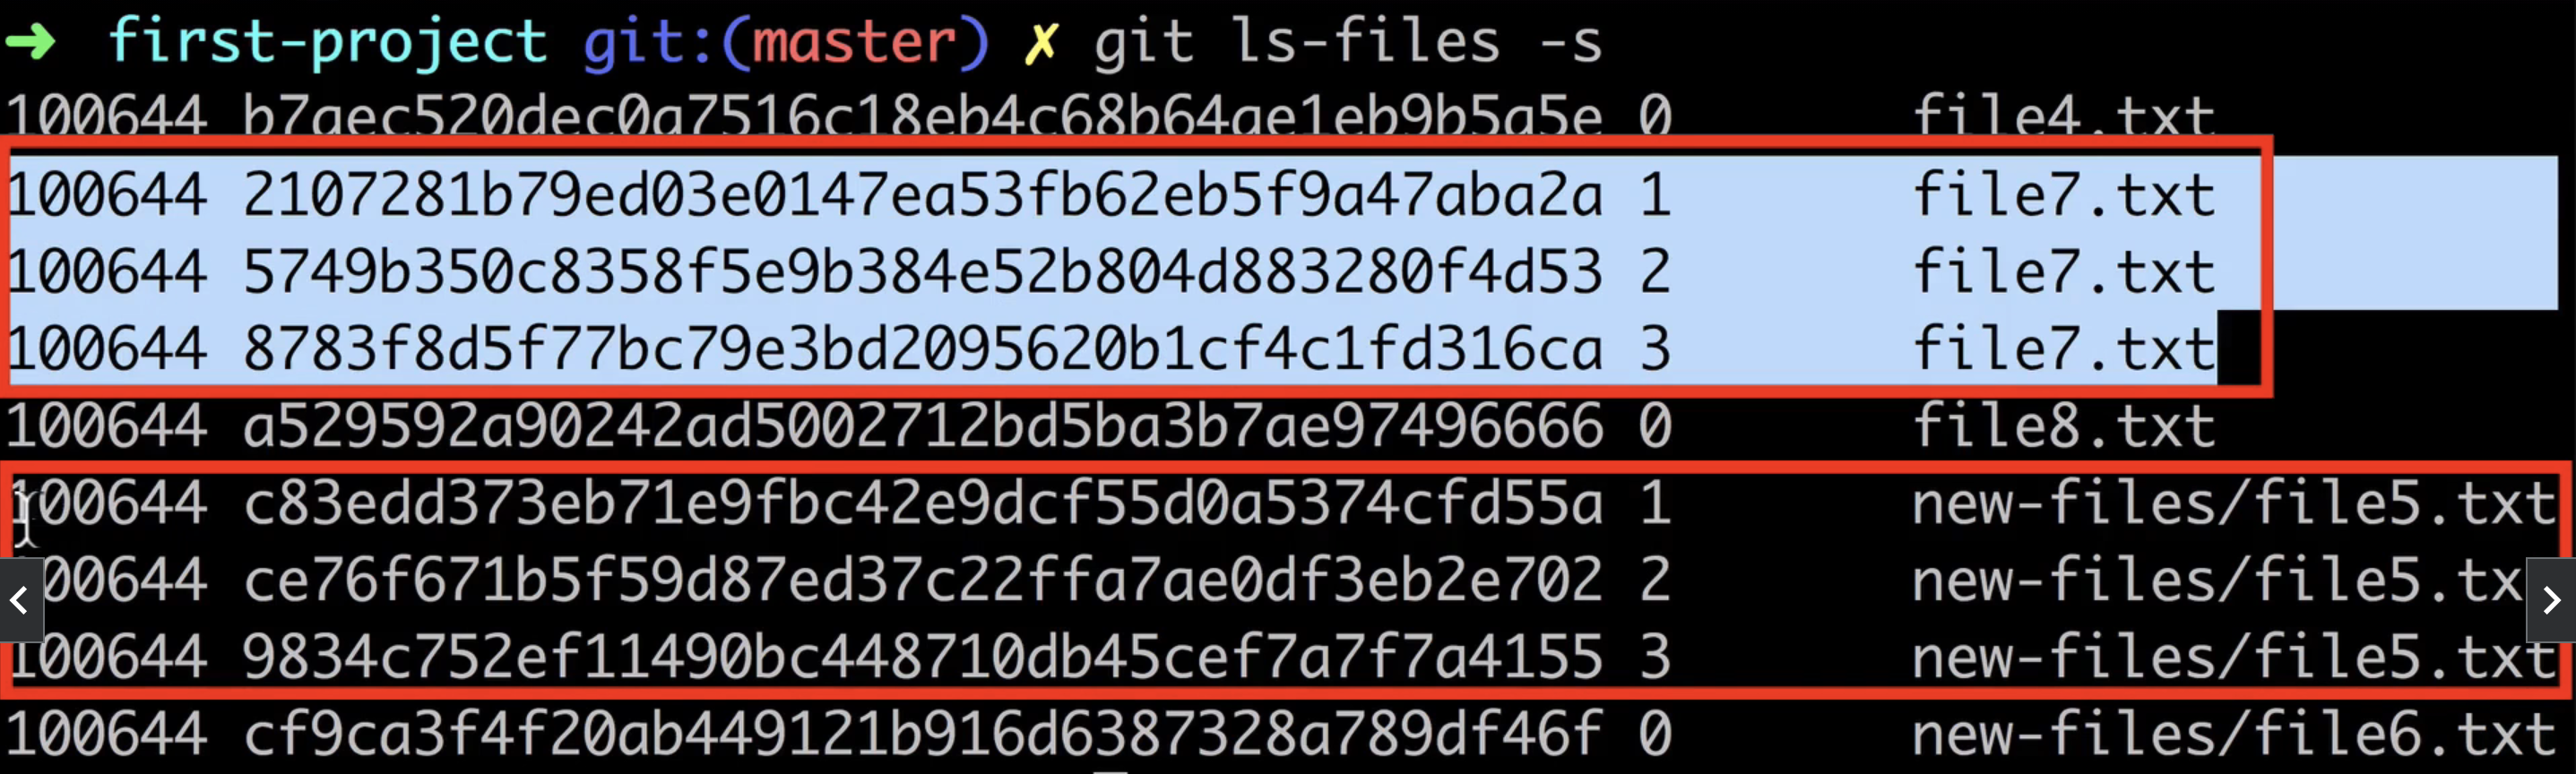 ➜ first-project git:(master) ✗ git ls-files -s
100644 b7aec520dec0a7516c18eb4c68b64ae1eb9b5a5e 0 file4.txt
100644 2107281b79ed03e0147ea53fb62eb5f9a47aba2a 1 file7.txt
100644 5749b350c8358f5e9b384e52b804d883280f4d53 2 file7.txt
100644 8783f8d5f77bc79e3bd2095620b1cf4c1fd316ca 3 file7.txt
100644 a529592a90242ad5002712bd5ba3b7ae97496666 0 file8.txt
100644 c83edd373eb71e9fbc42e9dcf55d0a5374cfd55a 1 new-files/file5.txt
100644 ce76f671b5f59d87ed37c22ffa7ae0df3eb2e702 2 new-files/file5.txt
100644 9834c752ef11490bc448710db45cef7a7f7a4155 3 new-files/file5.txt
100644 cf9ca3f4f20ab449121b916d6387328a789df46f 0 new-files/file6.txt